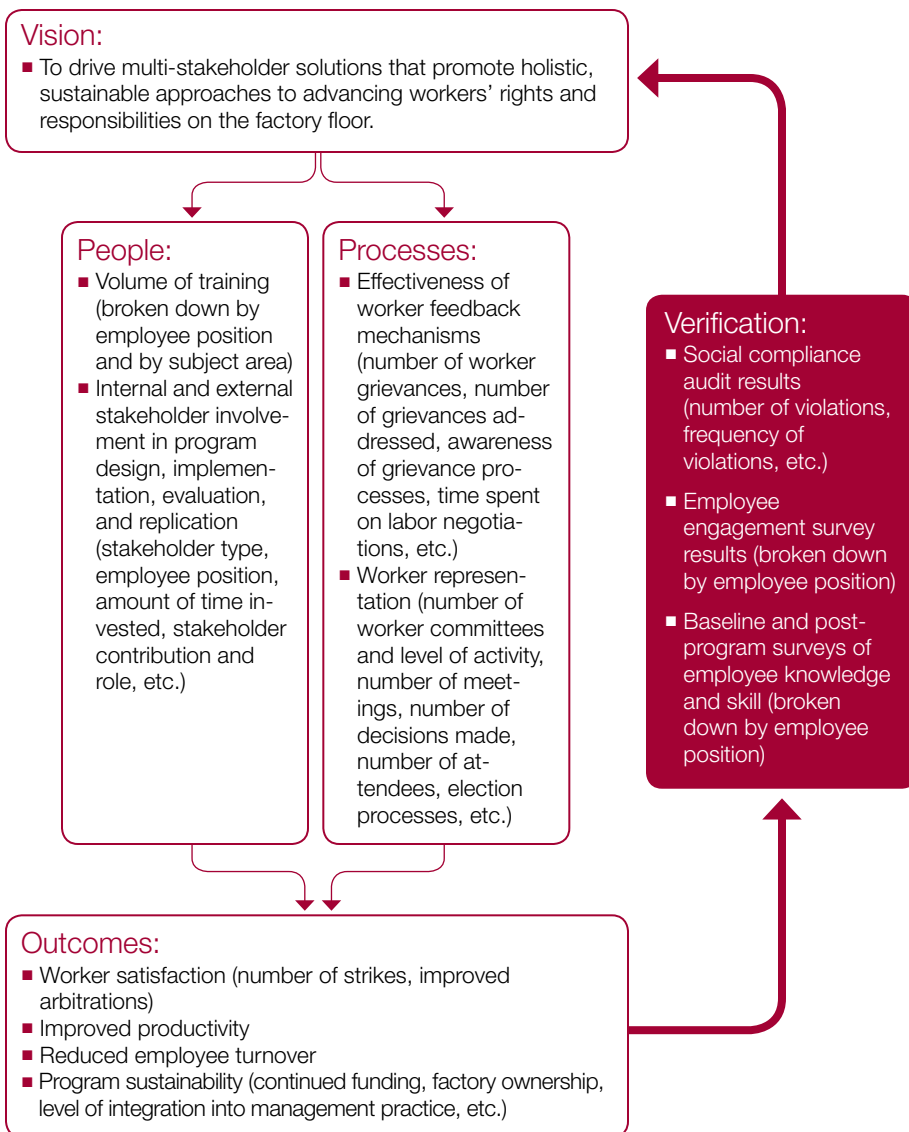 Vision:
■ To drive multi-stakeholder solutions that promote holistic,
sustainable approaches to advancing workers' rights and
responsibilities on the factory floor.
People:
■ Volume of training
(broken down by
employee position
and by subject area)
■ Internal and external
stakeholder involve-
ment in program
design, implemen-
tation, evaluation,
and replication
(stakeholder type,
employee position,
amount of time in-
vested, stakeholder
contribution and
role, etc.)
Processes:
■ Effectiveness of
worker feedback
mechanisms
(number of worker
grievances, number
of grievances ad-
dressed, awareness
of grievance pro-
cesses, time spent
on labor negotia-
tions, etc.)
■ Worker represen-
tation (number of
worker committees
and level of activity,
number of meet-
ings, number of
decisions made,
number of at-
tendees, election
processes, etc.)
Outcomes:
■ Worker satisfaction (number of strikes, improved
arbitrations)
■ Improved productivity
■ Reduced employee turnover
■ Program sustainability (continued funding, factory ownership,
level of integration into management practice, etc.)
Verification:
■ Social compliance
audit results
(number of violations,
frequency of
violations, etc.)
■ Employee
engagement survey
results (broken down
by employee position)
■ Baseline and post-
program surveys of
employee knowledge
and skill (broken
down by employee
position)